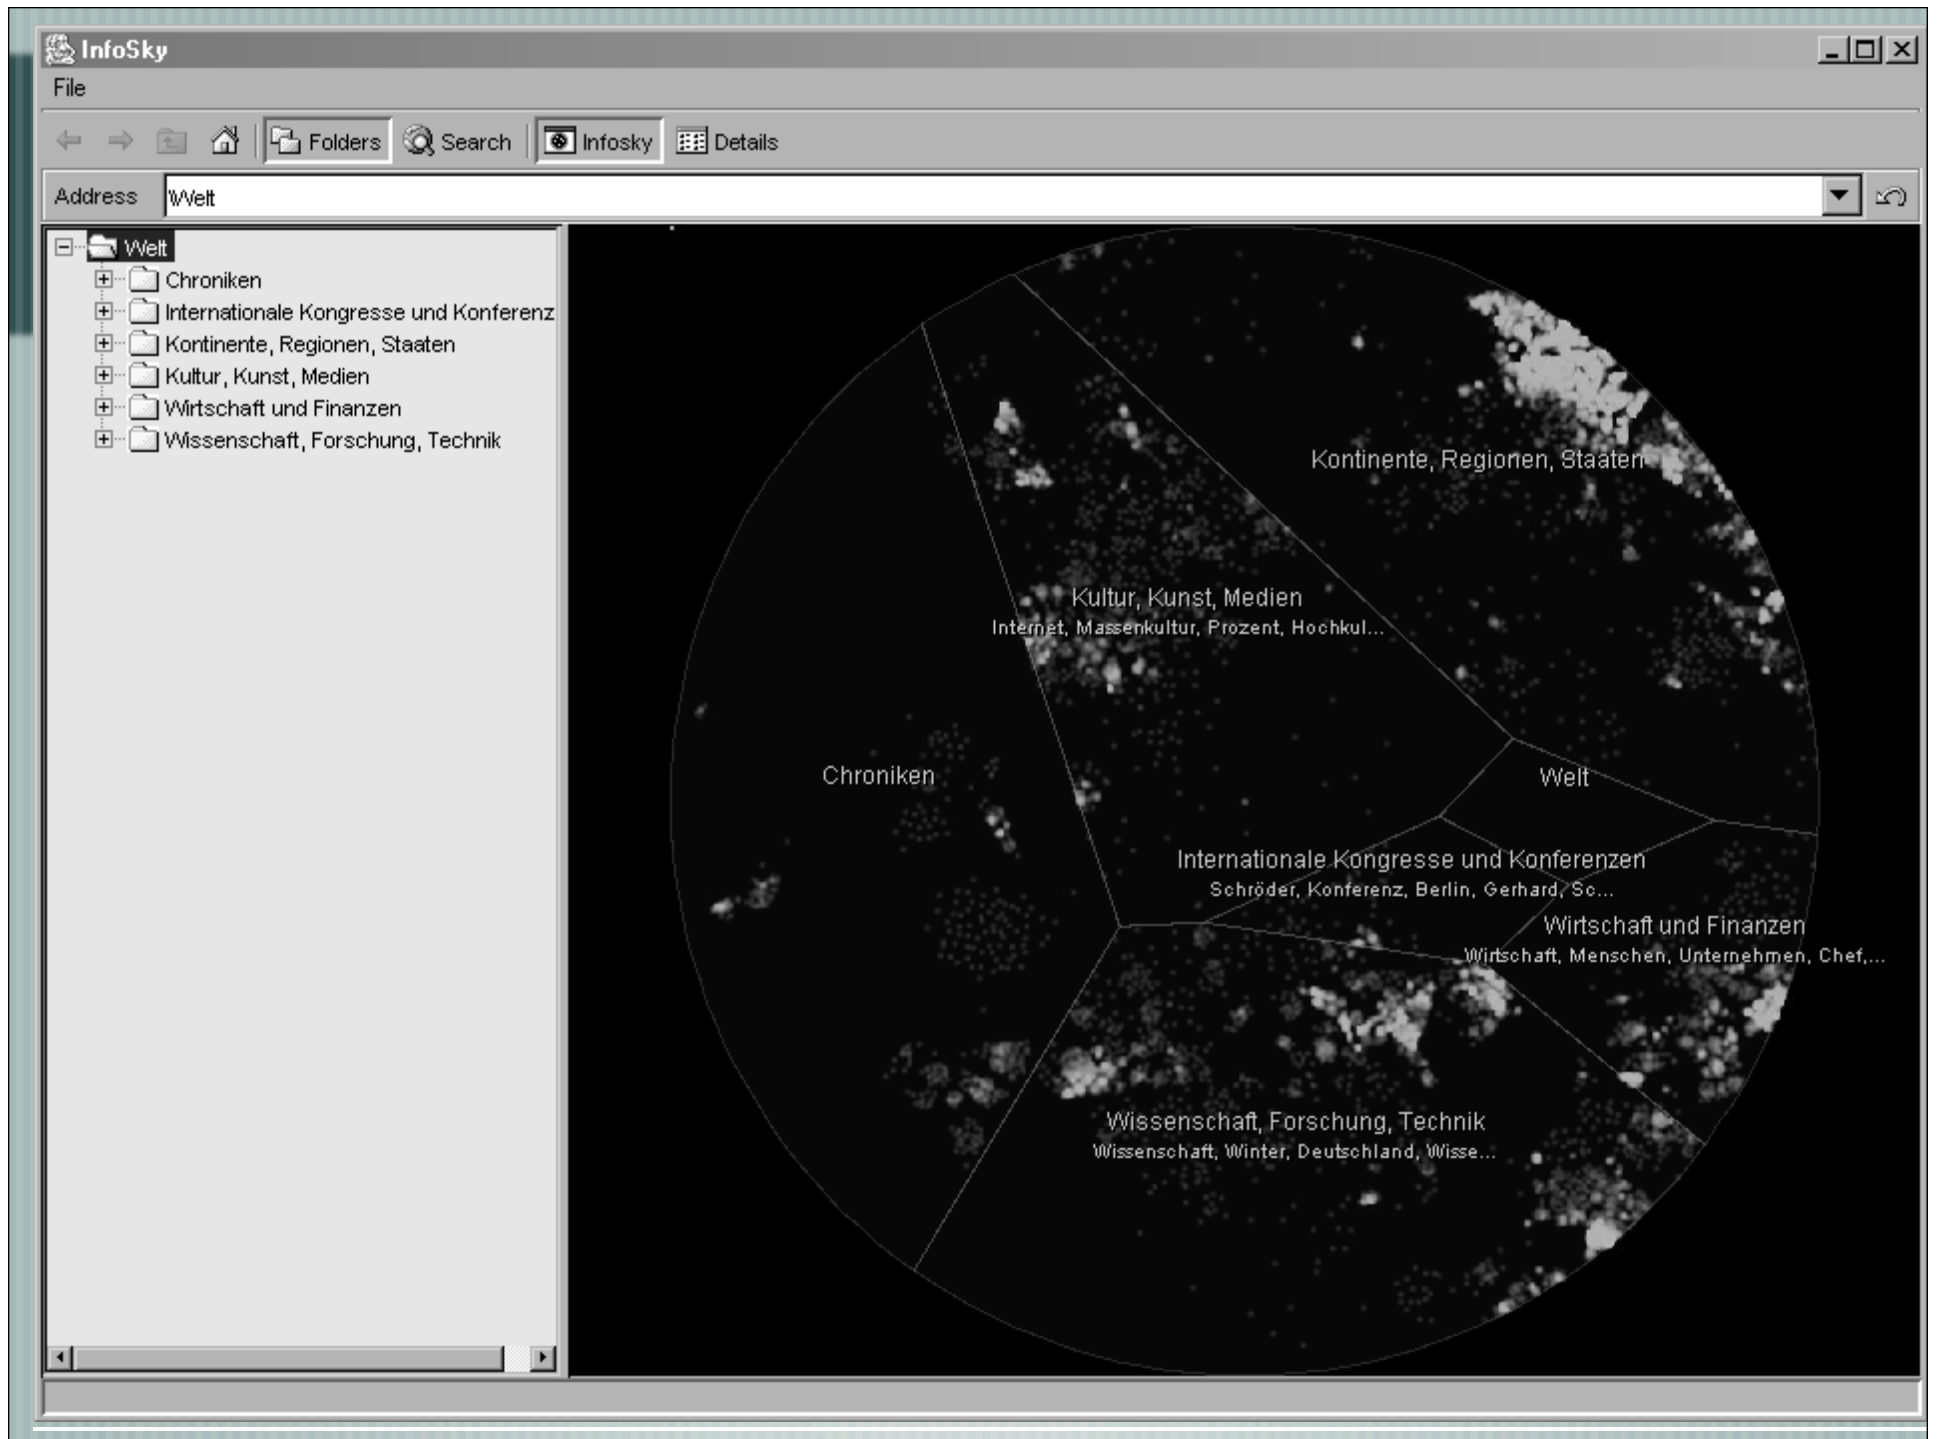 InfoSky
File
Folders Search Infosky Details
Address Welt
Welt
Chroniken
Internationale Kongresse und Konferenz
Kontinente, Regionen, Staaten
Kultur, Kunst, Medien
Wirtschaft und Finanzen
Wissenschaft, Forschung, Technik
Kontinente, Regionen, Staaten
Kultur, Kunst, Medien
Internet, Massenkultur, Prozent, Hochkul...
Chroniken
Welt
Internationale Kongresse und Konferenzen
Schröder, Konferenz, Berlin, Gerhard, Sc...
Wirtschaft und Finanzen
Wirtschaft, Menschen, Unternehmen, Chef,...
Wissenschaft, Forschung, Technik
Wissenschaft, Winter, Deutschland, Wisse...